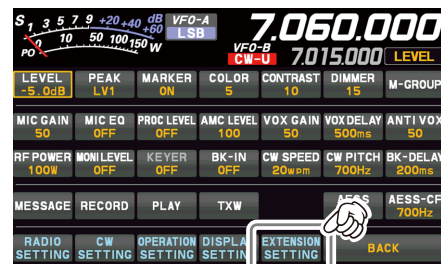 S 1 3 5 7 9 +20 +40 +60 dB VFO-A 7.060.000
LSB
PO 10 50 100 150 W VFO-B 7.015.000 LEVEL
CW-U
LEVEL PEAK MARKER COLOR CONTRAST DIMMER M-GROUP
-5.0dB LV1 ON 5 10 15
MIC GAIN MIC EQ PROC LEVEL AMC LEVEL VOX GAIN VOX DELAY ANTI VOX
50 OFF OFF 100 50 500ms 50
RF POWER MONI LEVEL KEYER BK-IN CW SPEED CW PITCH BK-DELAY
100W OFF OFF OFF 20wpm 700Hz 200ms
MESSAGE RECORD PLAY TXW AESS AESS-CF
700Hz
RADIO CW OPERATION DISPLA EXTENSION BACK
SETTING SETTING SETTING SETTIN SETTING